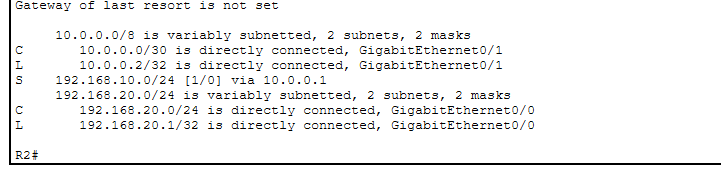 Gateway of last resort is not set
10.0.0.0/8 is variably subnetted, 2 subnets, 2 masks
C 10.0.0.0/30 is directly connected, GigabitEthernet0/1
L 10.0.0.2/32 is directly connected, GigabitEthernet0/1
S 192.168.10.0/24 [1/0] via 10.0.0.1
192.168.20.0/24 is variably subnetted, 2 subnets, 2 masks
C 192.168.20.0/24 is directly connected, GigabitEthernet0/0
L 192.168.20.1/32 is directly connected, GigabitEthernet0/0
R2#